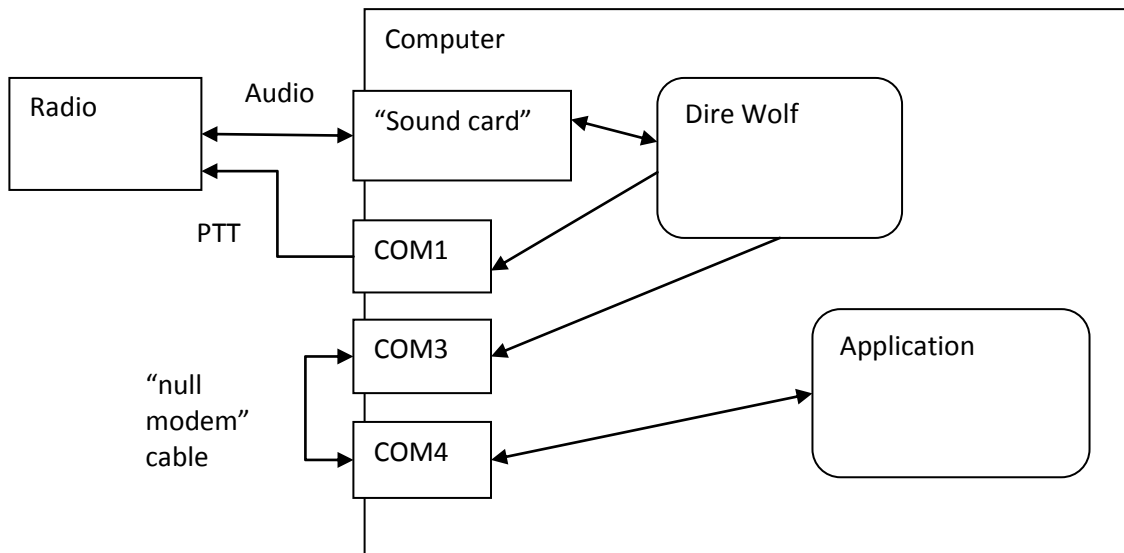 Computer
Radio
Audio
“Sound card”
Dire Wolf
PTT
COM1
COM3
Application
“null
modem”
cable
COM4